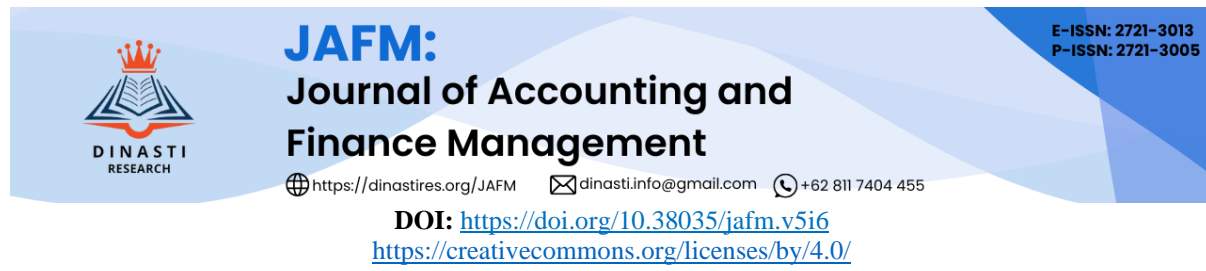 JAFM:
Journal of Accounting and
Finance Management
E-ISSN: 2721-3013
P-ISSN: 2721-3005
DINASTI
RESEARCH
https://dinastires.org/JAFM dinasti.info@gmail.com +62 811 7404 455
DOI: https://doi.org/10.38035/jafm.v5i6
https://creativecommons.org/licenses/by/4.0/